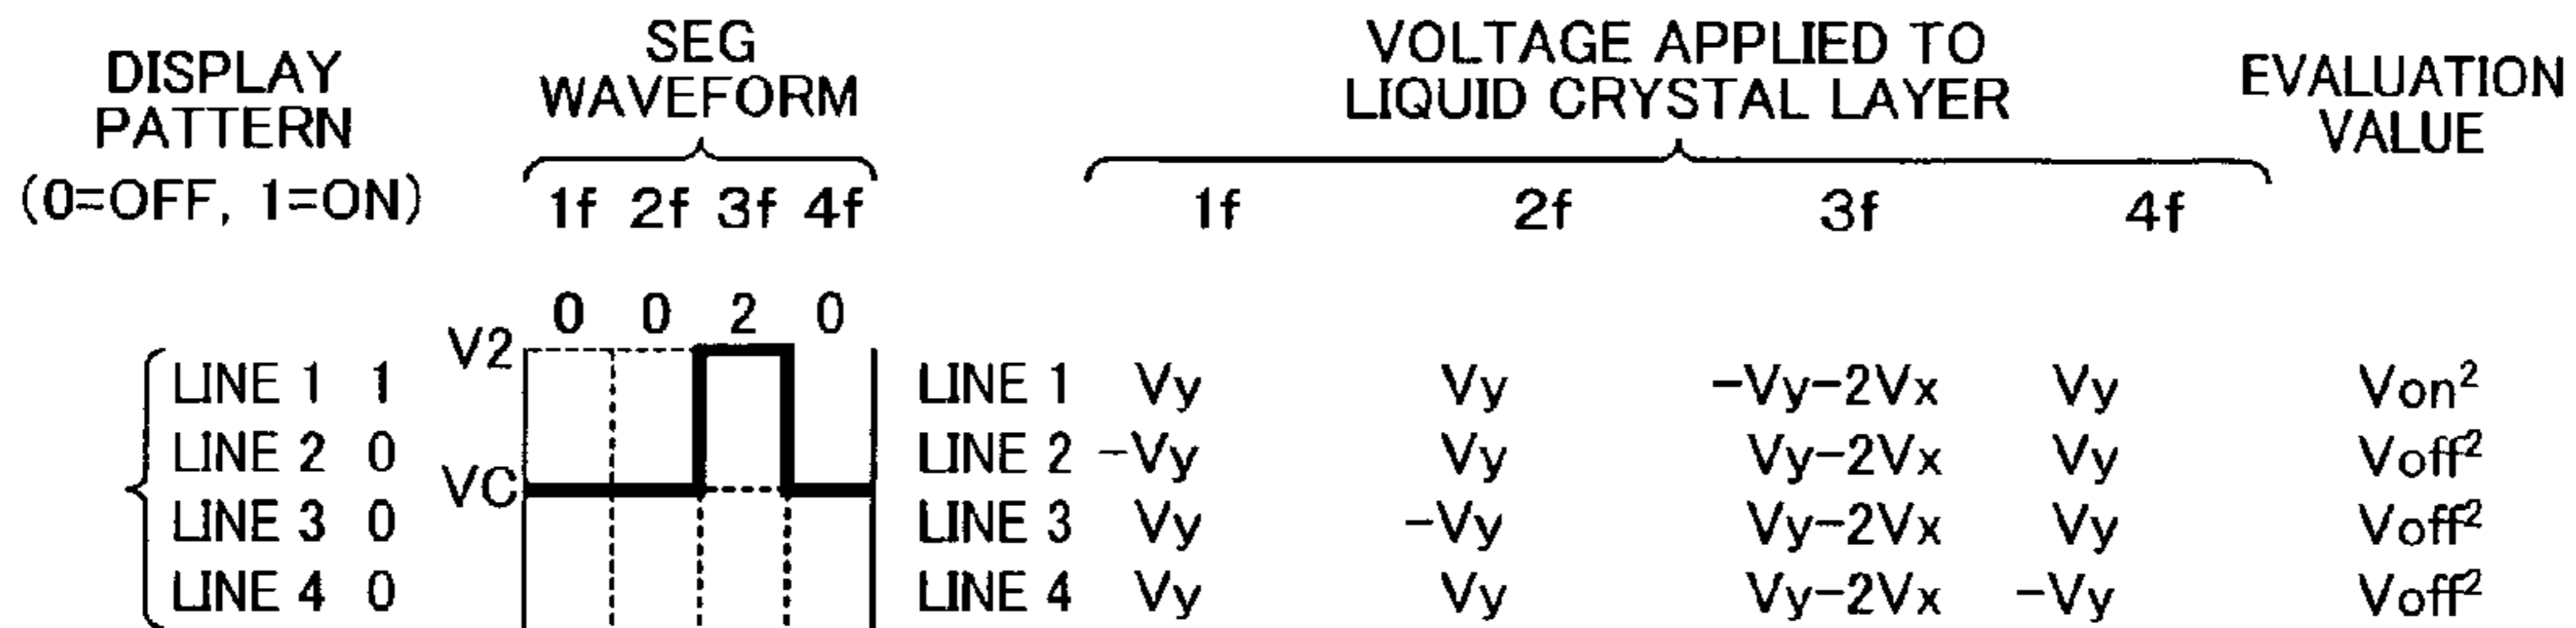 DISPLAY PATTERN (0=OFF, 1=ON)
SEG WAVEFORM
1f 2f 3f 4f
VOLTAGE APPLIED TO LIQUID CRYSTAL LAYER
1f 2f 3f 4f
EVALUATION VALUE
0 0 2 0
V2
VC
LINE 1 1
LINE 2 0
LINE 3 0
LINE 4 0
LINE 1 Vy Vy -Vy-2Vx Vy Von²
LINE 2 -Vy Vy Vy-2Vx Vy Voff²
LINE 3 Vy -Vy Vy-2Vx Vy Voff²
LINE 4 Vy Vy Vy-2Vx -Vy Voff²